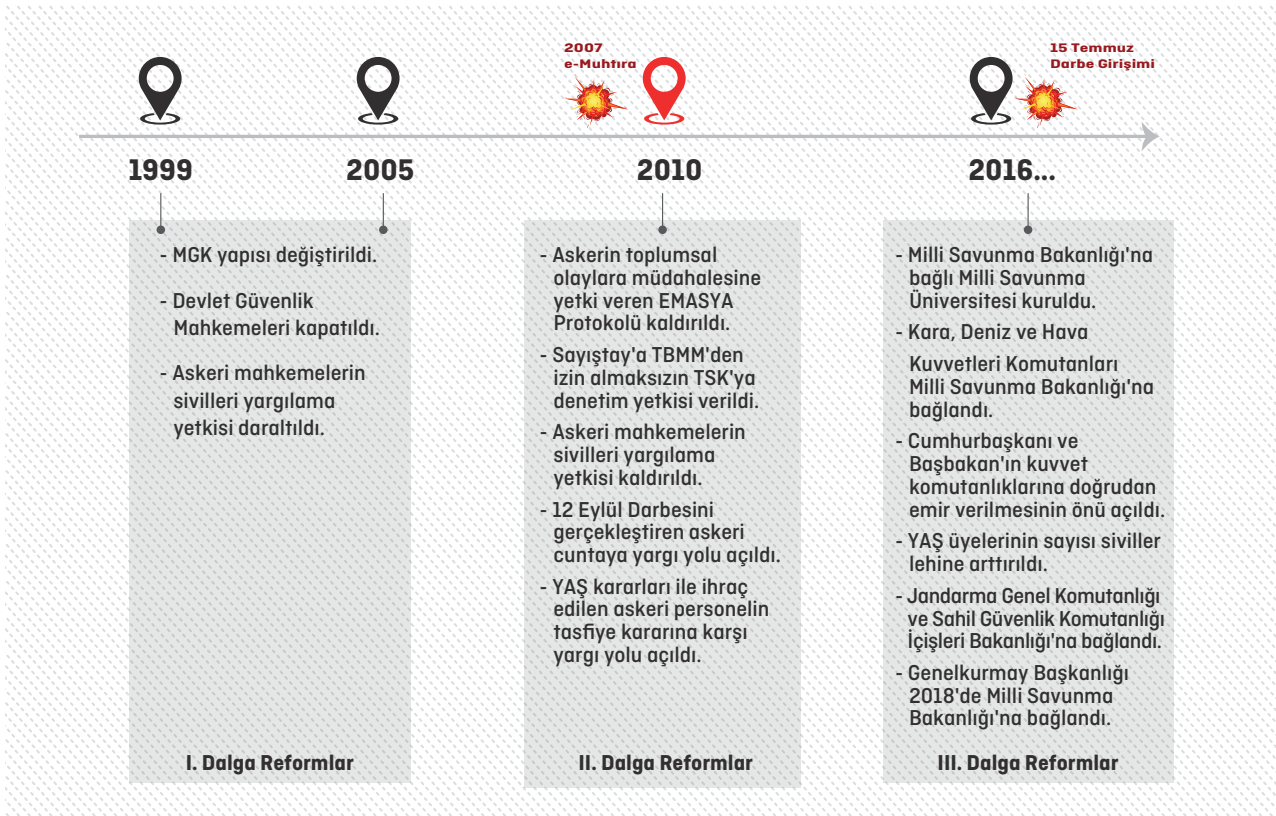 2007
e-Muhtıra
15 Temmuz
Darbe Girişimi
1999
2005
2010
2016...
- MGK yapısı değiştirildi.
- Devlet Güvenlik
Mahkemeleri kapatıldı.
- Askeri mahkemelerin
sivilleri yargılama
yetkisi daraltıldı.
I. Dalga Reformlar
- Askerin toplumsal
olaylara müdahalesine
yetki veren EMASYA
Protokolü kaldırıldı.
- Sayıştay'a TBMM'den
izin almaksızın TSK'ya
denetim yetkisi verildi.
- Askeri mahkemelerin
sivilleri yargılama
yetkisi kaldırıldı.
- 12 Eylül Darbesini
gerçekleştiren askeri
cuntaya yargı yolu açıldı.
- YAŞ kararları ile ihraç
edilen askeri personelin
tasfiye kararına karşı
yargı yolu açıldı.
II. Dalga Reformlar
- Milli Savunma Bakanlığı'na
bağlı Milli Savunma
Üniversitesi kuruldu.
- Kara, Deniz ve Hava
Kuvvetleri Komutanları
Milli Savunma Bakanlığı'na
bağlandı.
- Cumhurbaşkanı ve
Başbakan'ın kuvvet
komutanlıklarına doğrudan
emir verilmesinin önü açıldı.
- YAŞ üyelerinin sayısı siviller
lehine arttırıldı.
- Jandarma Genel Komutanlığı
ve Sahil Güvenlik Komutanlığı
İçişleri Bakanlığı'na bağlandı.
- Genelkurmay Başkanlığı
2018'de Milli Savunma
Bakanlığı'na bağlandı.
III. Dalga Reformlar